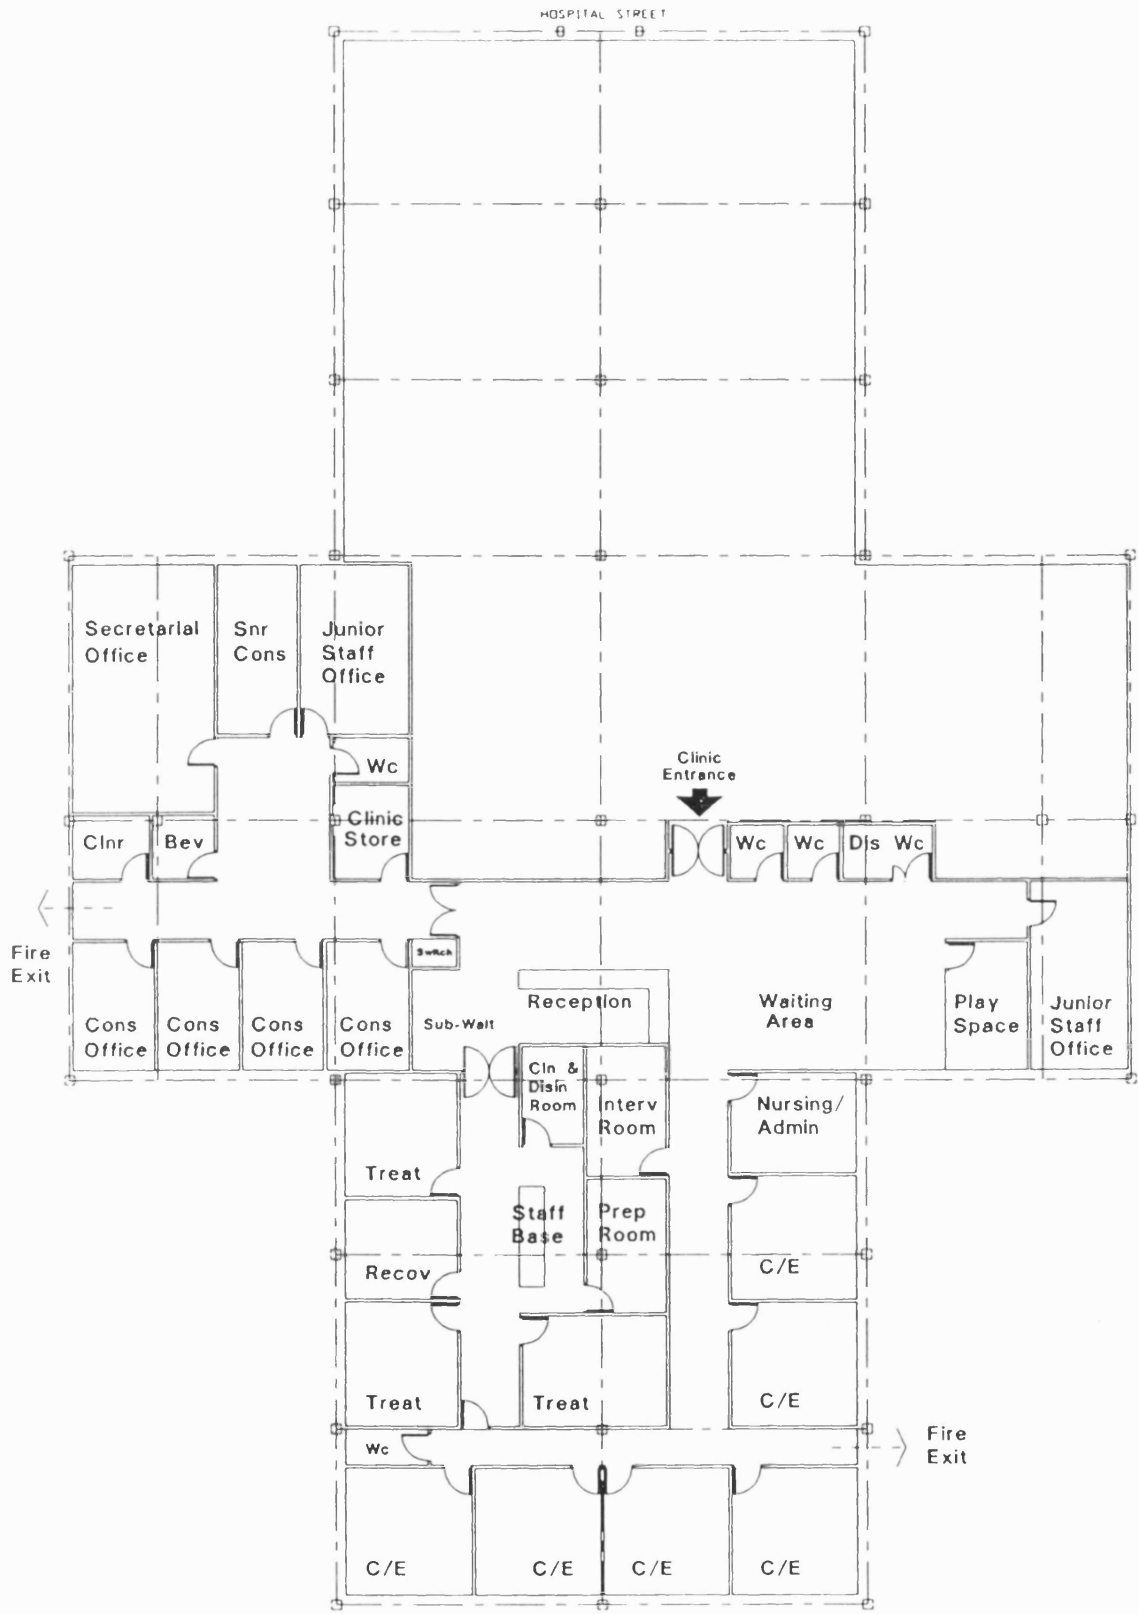 HOSPITAL STREET
Secretarial
Office
Snr
Cons
Junior
Staff
Office
Wc
Clinic
Store
Clnr
Bev
Clinic
Entrance
Wc
Wc
Dis Wc
Fire
Exit
Switch
Cons
Office
Cons
Office
Cons
Office
Cons
Office
Sub-Wait
Reception
Waiting
Area
Play
Space
Junior
Staff
Office
Cln &
Disin
Room
Interv
Room
Nursing/
Admin
Treat
Staff
Base
Prep
Room
Recov
C/E
Treat
Treat
C/E
Wc
Fire
Exit
C/E
C/E
C/E
C/E